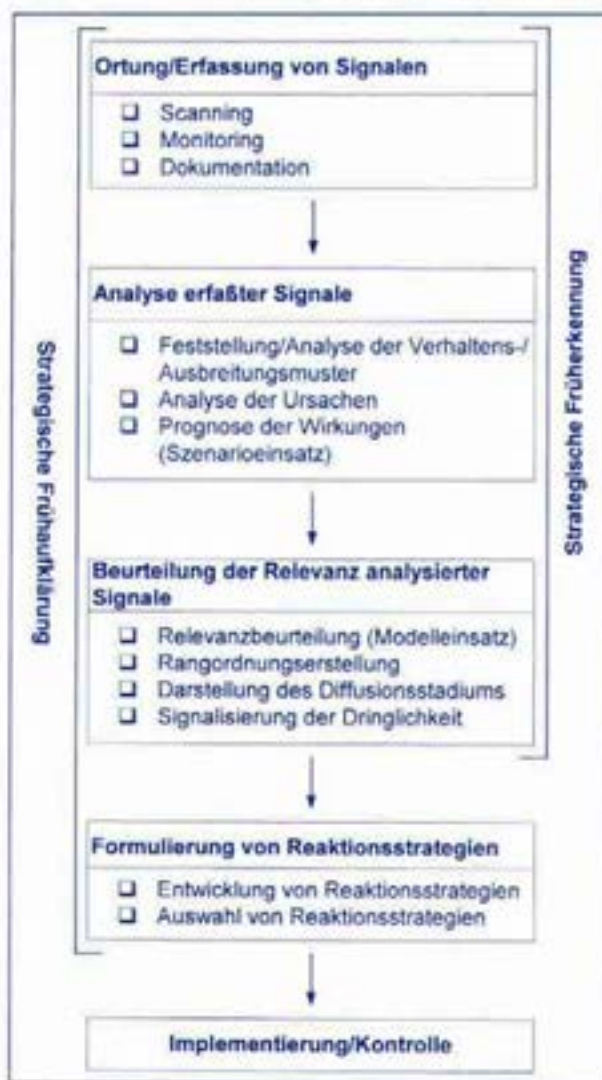 Ortung/Erfassung von Signalen
❑ Scanning
❑ Monitoring
❑ Dokumentation
Analyse erfaßter Signale
❑ Feststellung/Analyse der Verhaltens-/
Ausbreitungsmuster
❑ Analyse der Ursachen
❑ Prognose der Wirkungen
(Szenarioeinsatz)
Beurteilung der Relevanz analysierter
Signale
❑ Relevanzbeurteilung (Modelleinsatz)
❑ Rangordnungserstellung
❑ Darstellung des Diffusionsstadiums
❑ Signalisierung der Dringlichkeit
Formulierung von Reaktionsstrategien
❑ Entwicklung von Reaktionsstrategien
❑ Auswahl von Reaktionsstrategien
Implementierung/Kontrolle
Strategische Frühaufklärung
Strategische Früherkennung